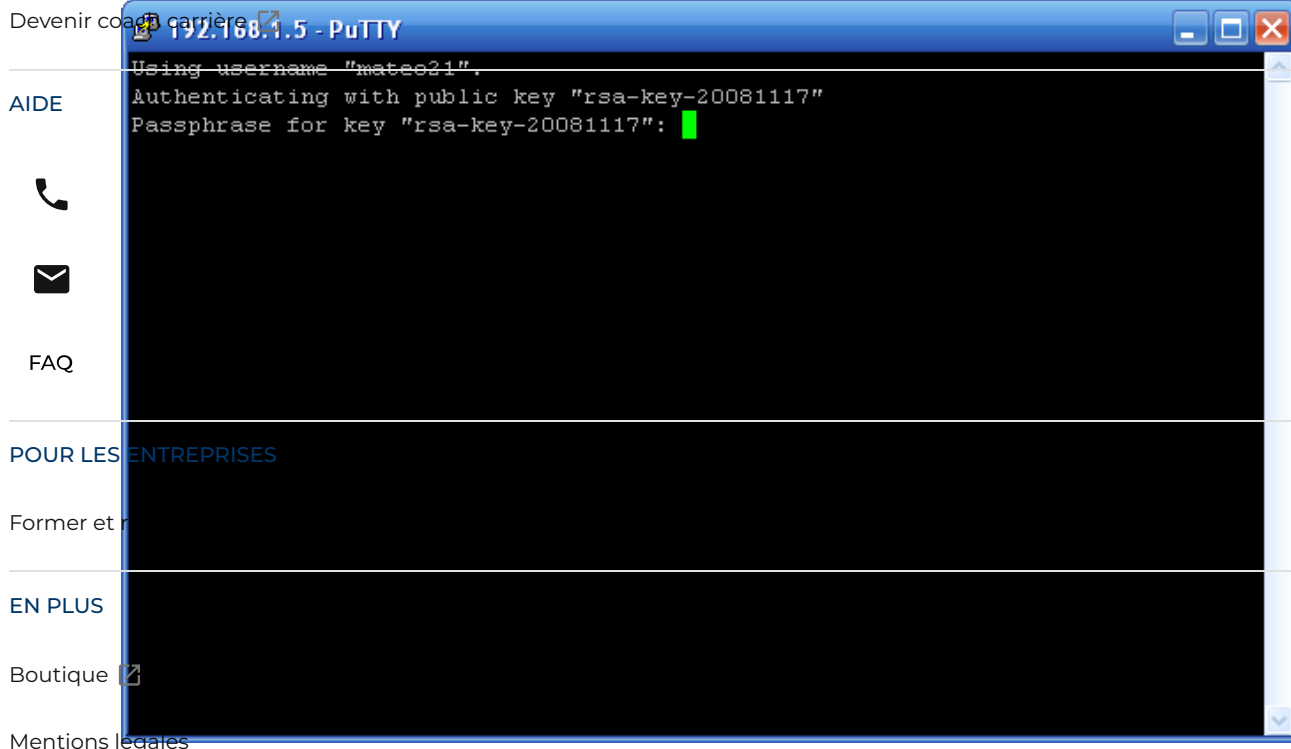 Devenir coach carrière
192.168.1.5 - PuTTY
Using username "mateo21".
AIDE
Authenticating with public key "rsa-key-20081117"
Passphrase for key "rsa-key-20081117":
FAQ
POUR LES ENTREPRISES
Former et r
EN PLUS
Boutique
Mentions légales